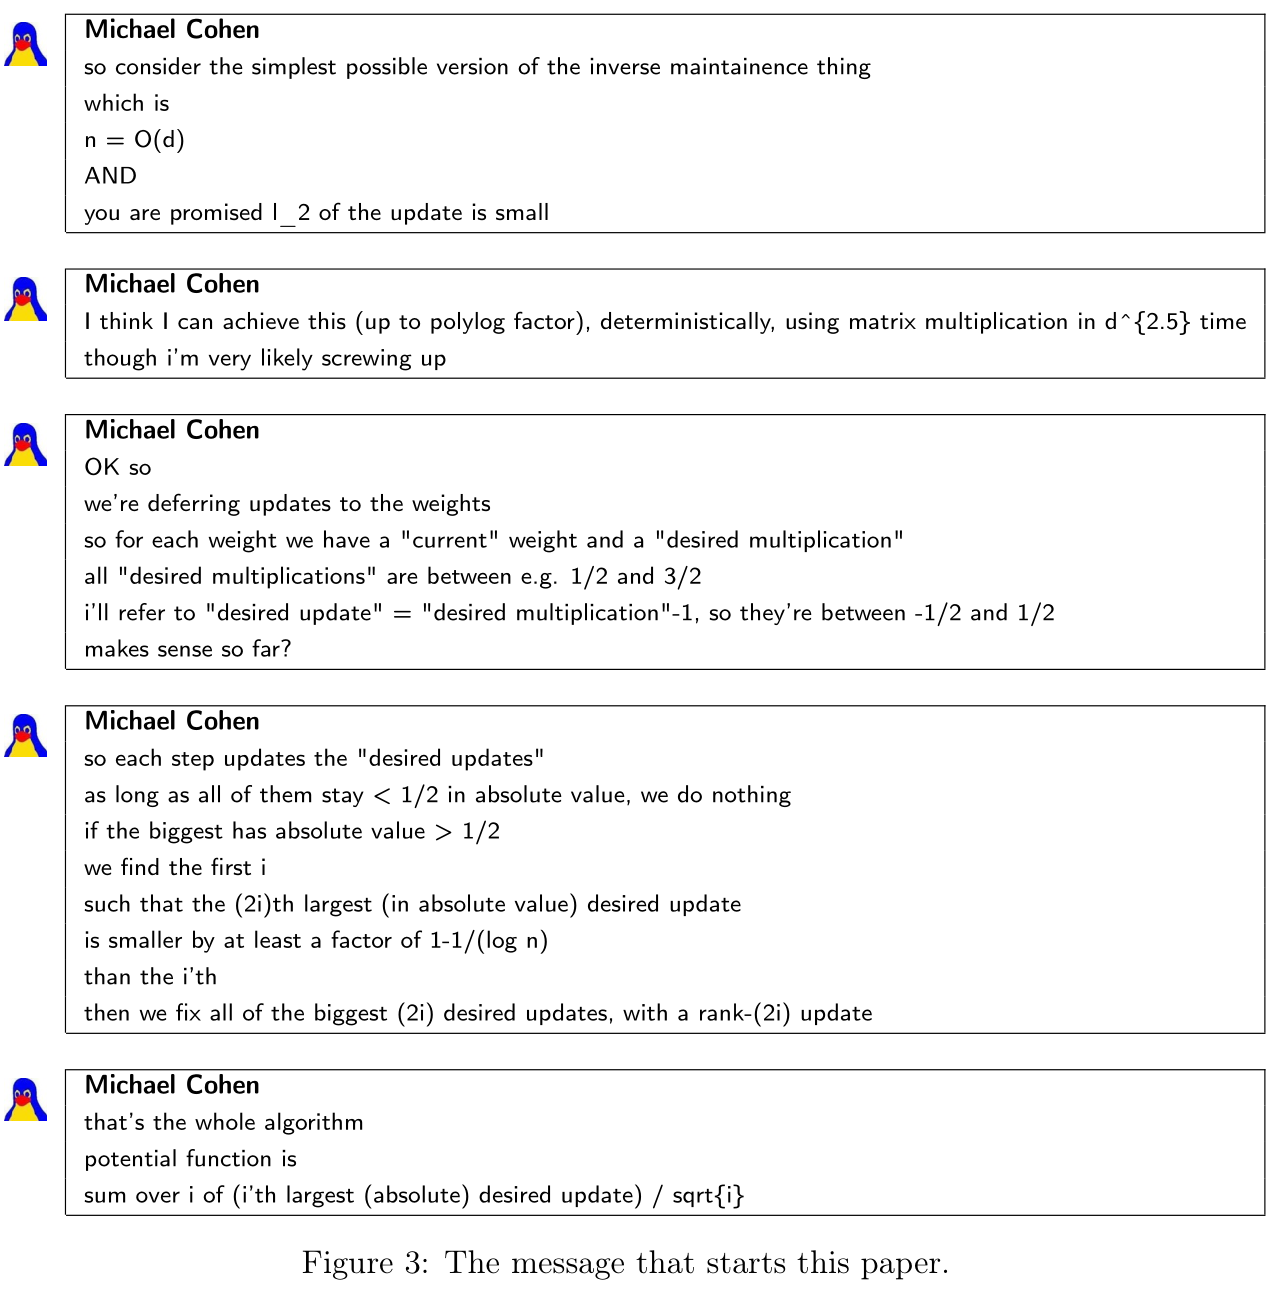 Michael Cohen
so consider the simplest possible version of the inverse maintainence thing
which is
n = O(d)
AND
you are promised l_2 of the update is small
Michael Cohen
I think I can achieve this (up to polylog factor), deterministically, using matrix multiplication in d^{2.5} time
though i'm very likely screwing up
Michael Cohen
OK so
we're deferring updates to the weights
so for each weight we have a "current" weight and a "desired multiplication"
all "desired multiplications" are between e.g. 1/2 and 3/2
i'll refer to "desired update" = "desired multiplication"-1, so they're between -1/2 and 1/2
makes sense so far?
Michael Cohen
so each step updates the "desired updates"
as long as all of them stay < 1/2 in absolute value, we do nothing
if the biggest has absolute value > 1/2
we find the first i
such that the (2i)th largest (in absolute value) desired update
is smaller by at least a factor of 1-1/(log n)
than the i'th
then we fix all of the biggest (2i) desired updates, with a rank-(2i) update
Michael Cohen
that's the whole algorithm
potential function is
sum over i of (i'th largest (absolute) desired update) / sqrt{i}
Figure 3: The message that starts this paper.